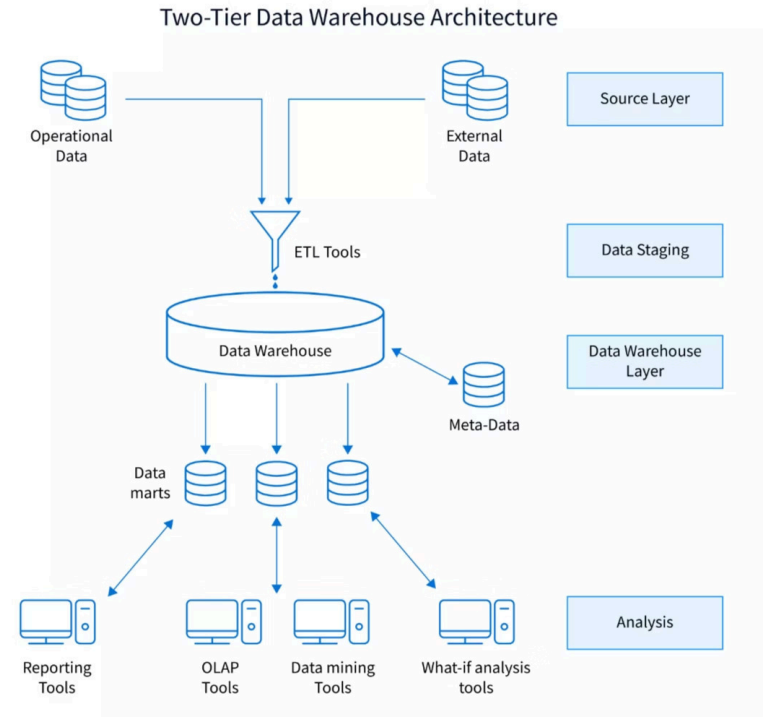 Two-Tier Data Warehouse Architecture
Operational
Data
External
Data
Source Layer
ETL Tools
Data Staging
Data Warehouse
Data Warehouse
Layer
Meta-Data
Data
marts
Analysis
Reporting
Tools
OLAP
Tools
Data mining
Tools
What-if analysis
tools